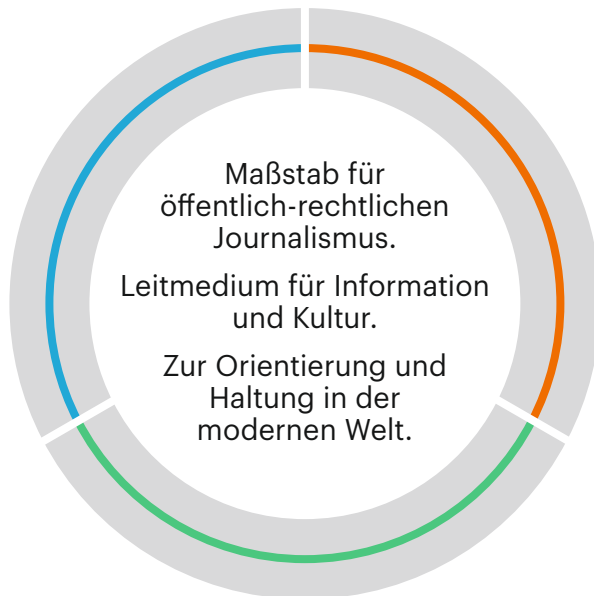 Maßstab für
öffentlich-rechtlichen
Journalismus.
Leitmedium für Information
und Kultur.
Zur Orientierung und
Haltung in der
modernen Welt.